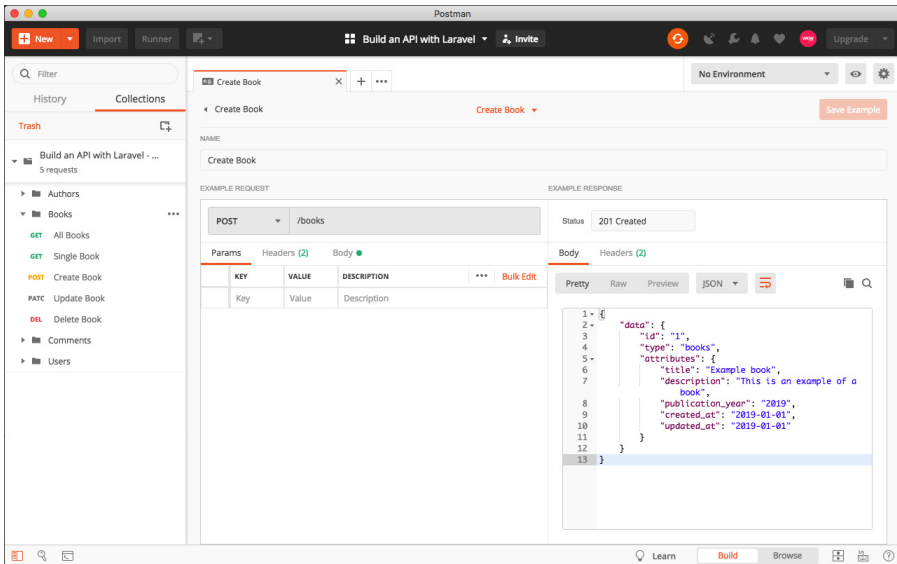 Postman
New
Import
Runner
Build an API with Laravel
Invite
Upgrade
Filter
History
Collections
Trash
Build an API with Laravel - ...
5 requests
Authors
Books
GET All Books
GET Single Book
POST Create Book
PATC Update Book
DEL Delete Book
Comments
Users
Create Book
No Environment
Create Book
Create Book
Save Example
NAME
Create Book
EXAMPLE REQUEST
POST
/books
Params
Headers (2)
Body
KEY
VALUE
DESCRIPTION
Bulk Edit
Key
Value
Description
EXAMPLE RESPONSE
Status
201 Created
Body
Headers (2)
Pretty
Raw
Preview
JSON
1 {
2 "data": {
3 "id": "1",
4 "type": "books",
5 "attributes": {
6 "title": "Example book",
7 "description": "This is an example of a
book",
8 "publication_year": "2019",
9 "created_at": "2019-01-01",
10 "updated_at": "2019-01-01"
11 }
12 }
13 }
Learn
Build
Browse